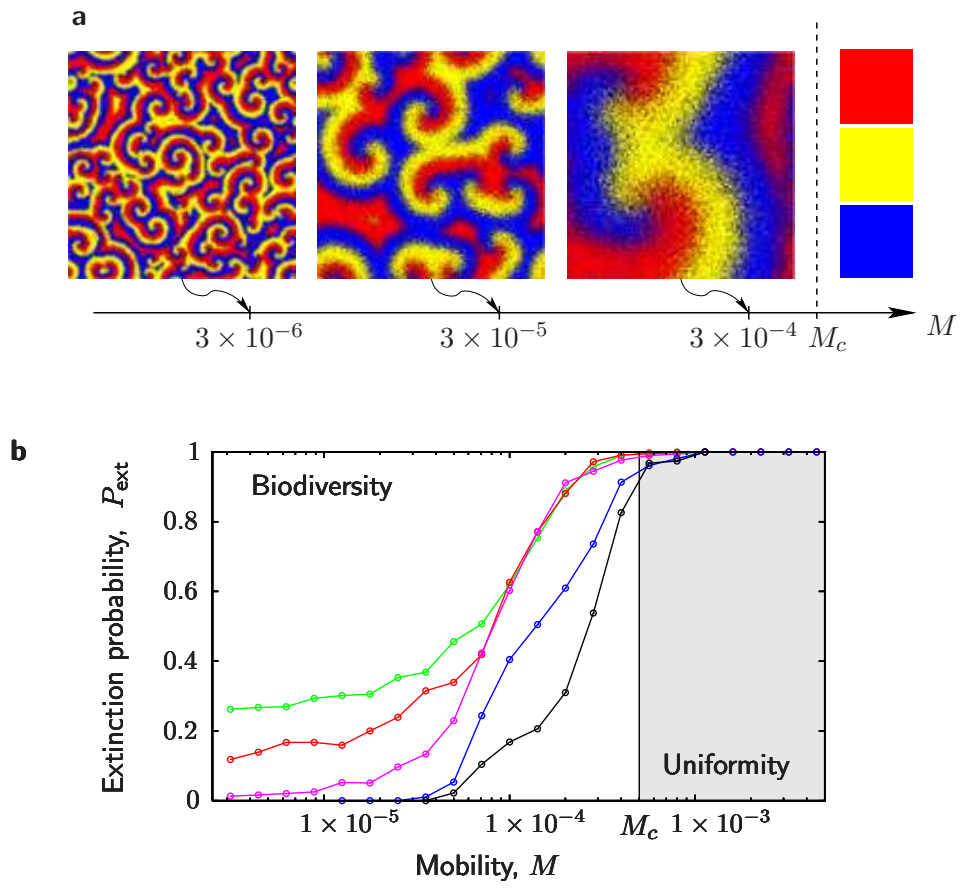 a
3 × 10⁻⁶
3 × 10⁻⁵
3 × 10⁻⁴
M_c
M
b
Extinction probability, P_ext
1
0.8
0.6
0.4
0.2
0
Biodiversity
Uniformity
1 × 10⁻⁵
1 × 10⁻⁴
M_c
1 × 10⁻³
Mobility, M